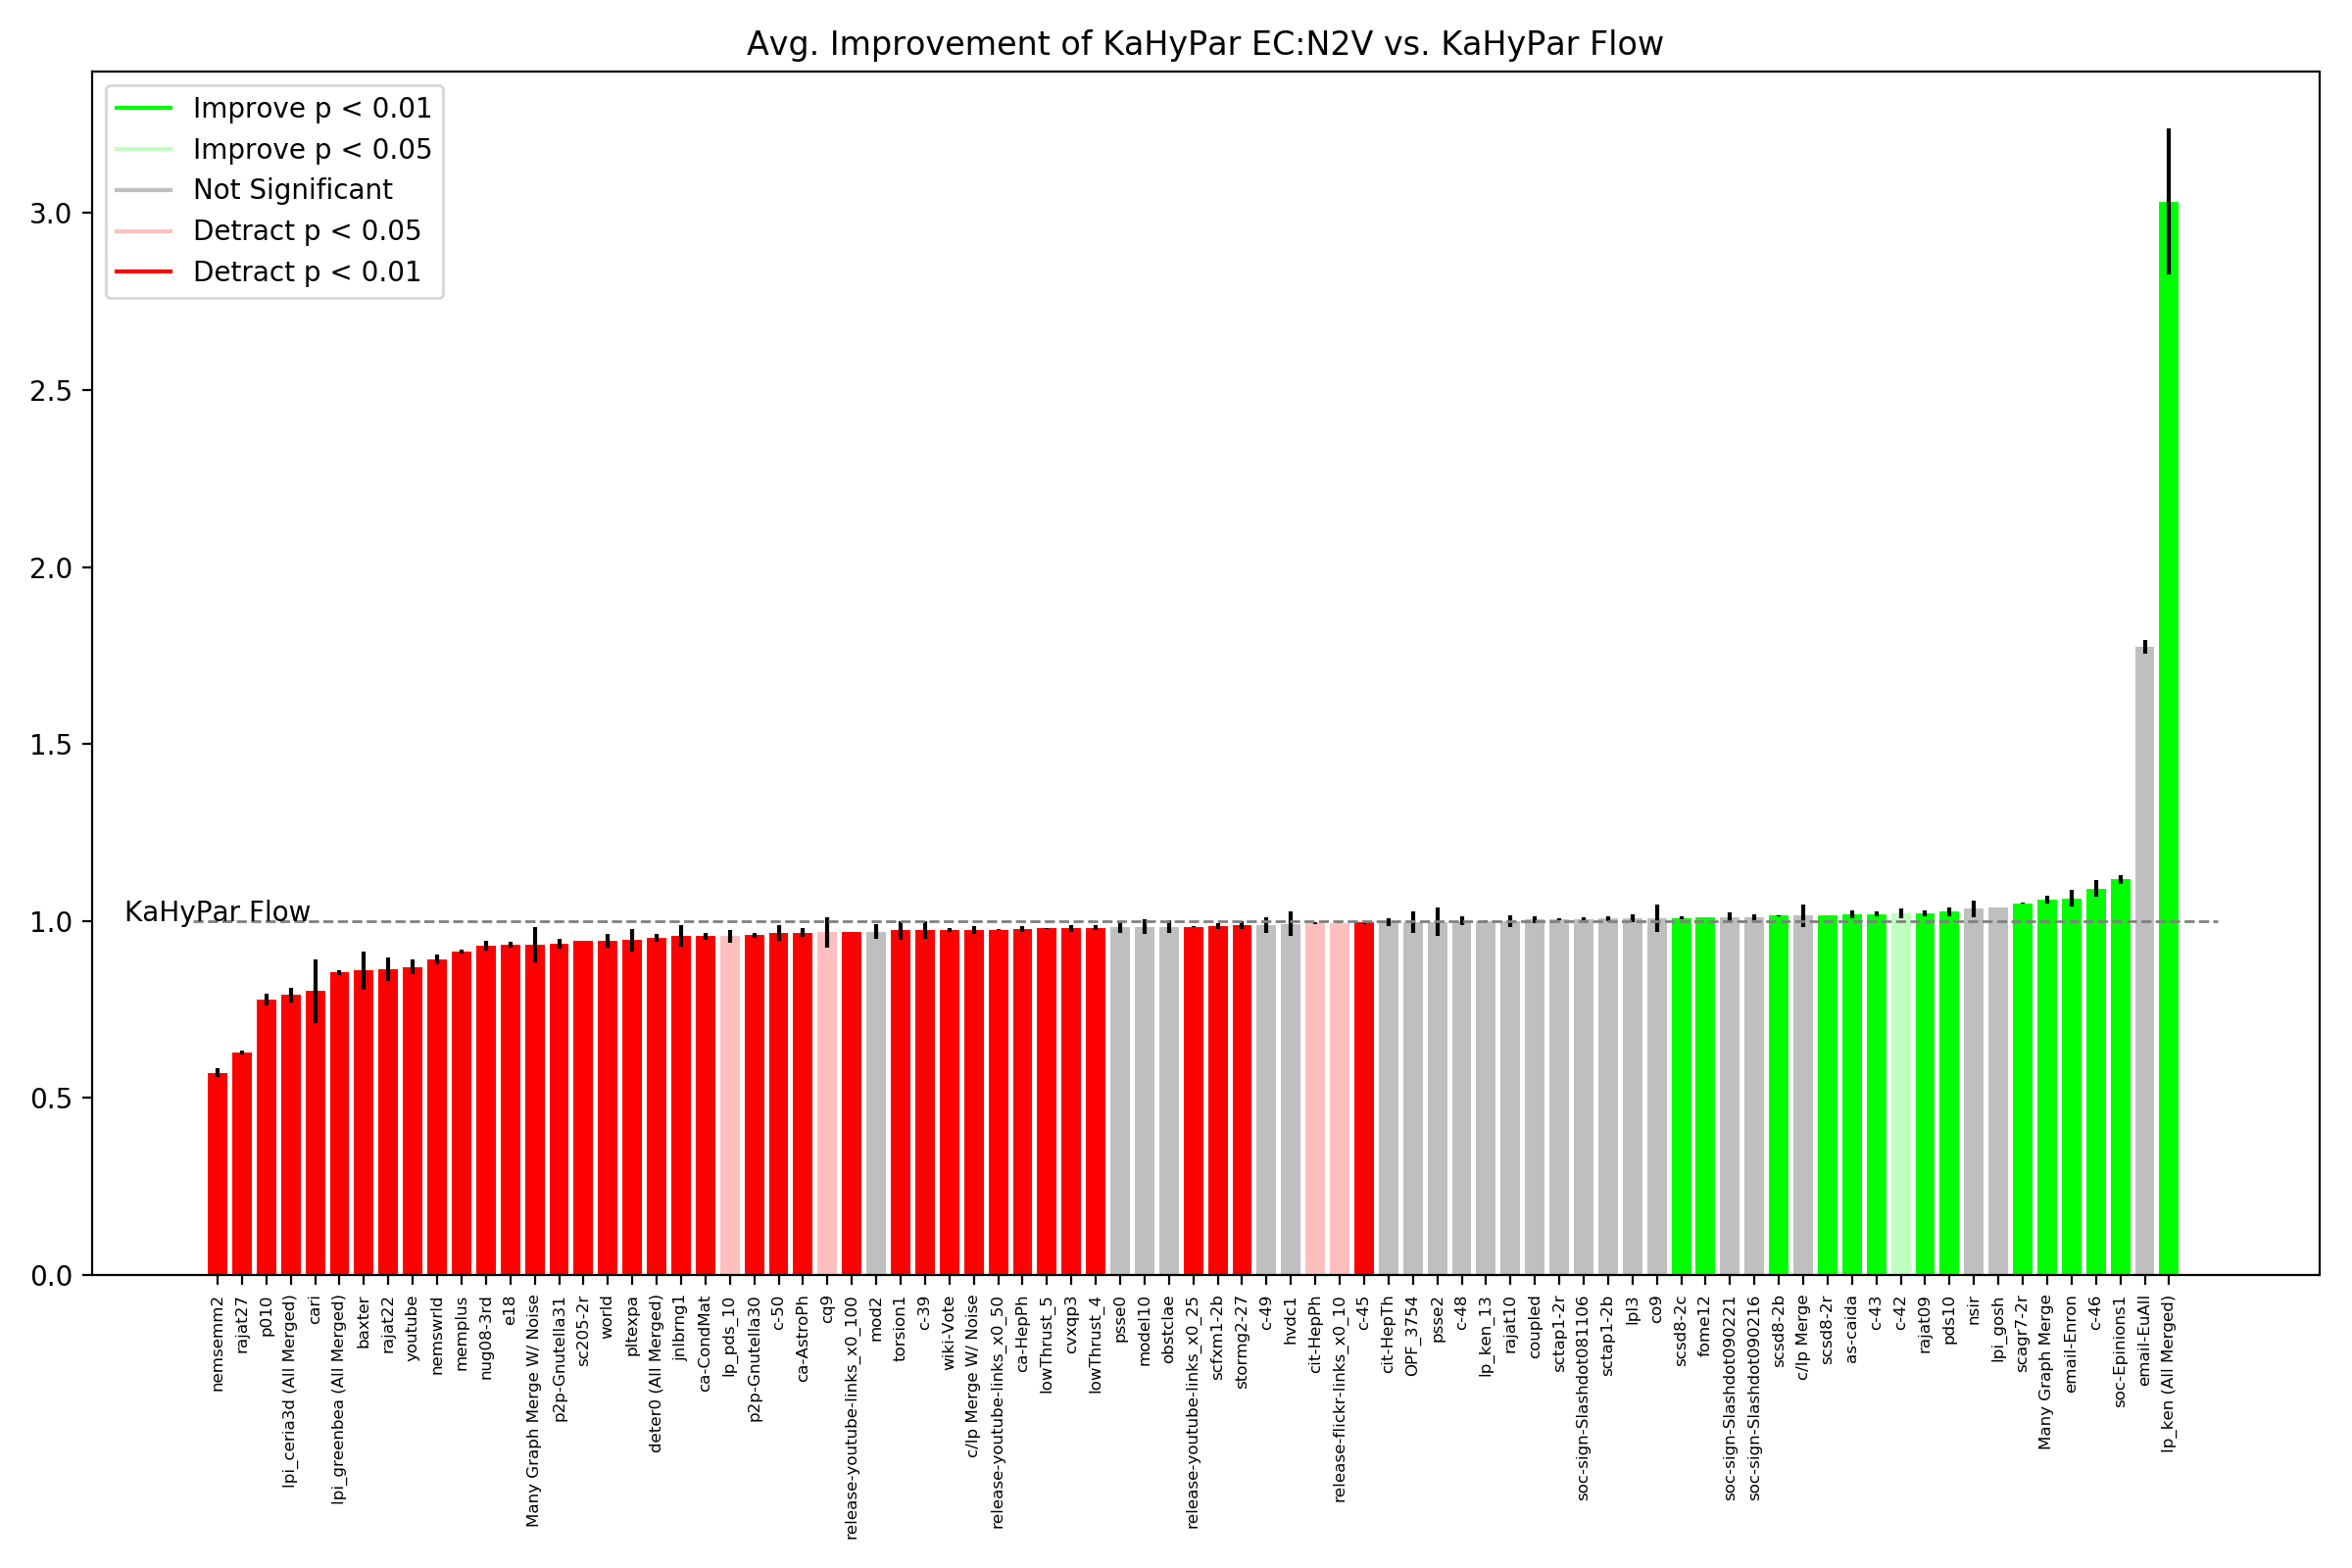 Avg. Improvement of KaHyPar EC:N2V vs. KaHyPar Flow
Improve p < 0.01
Improve p < 0.05
Not Significant
Detract p < 0.05
Detract p < 0.01
3.0
2.5
2.0
1.5
1.0
0.5
0.0
KaHyPar Flow
nemsemm2
rajat27
p010
lpi_ceria3d (All Merged)
cari
lpi_greenbea (All Merged)
baxter
rajat22
youtube
nemswrld
memplus
nug08-3rd
e18
Many Graph Merge W/ Noise
p2p-Gnutella31
sc205-2r
world
pltexpa
deter0 (All Merged)
jnlbrng1
ca-CondMat
lp_pds_10
p2p-Gnutella30
c-50
ca-AstroPh
cq9
release-youtube-links_x0_100
mod2
torsion1
c-39
wiki-Vote
c/lp Merge W/ Noise
release-youtube-links_x0_50
ca-HepPh
lowThrust_5
cvxqp3
lowThrust_4
psse0
model10
obstclae
release-youtube-links_x0_25
scfxm1-2b
stormg2-27
c-49
hvdc1
cit-HepPh
release-flickr-links_x0_10
c-45
cit-HepTh
OPF_3754
psse2
c-48
lp_ken_13
rajat10
coupled
sctap1-2r
soc-sign-Slashdot081106
sctap1-2b
lpl3
co9
scsd8-2c
fome12
soc-sign-Slashdot090221
soc-sign-Slashdot090216
scsd8-2b
c/lp Merge
scsd8-2r
as-caida
c-43
c-42
rajat09
pds10
nsir
lpi_gosh
scagr7-2r
Many Graph Merge
email-Enron
c-46
soc-Epinions1
email-EuAll
lp_ken (All Merged)